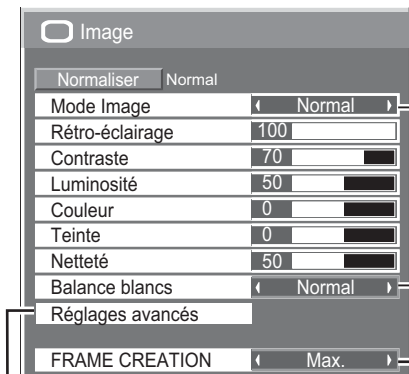 Image
Normaliser Normal
Mode Image Normal
Rétro-éclairage 100
Contraste 70
Luminosité 50
Couleur 0
Teinte 0
Netteté 50
Balance blancs Normal
Réglages avancés
FRAME CREATION Max.